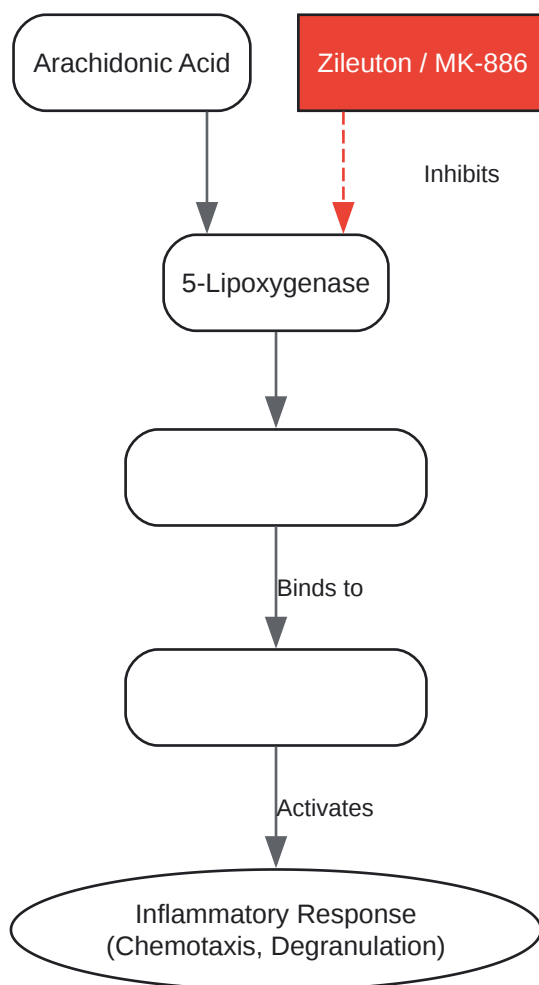 Arachidonic Acid
Zileuton / MK-886
Inhibits
5-Lipoxygenase
Binds to
Activates
Inflammatory Response
(Chemotaxis, Degranulation)